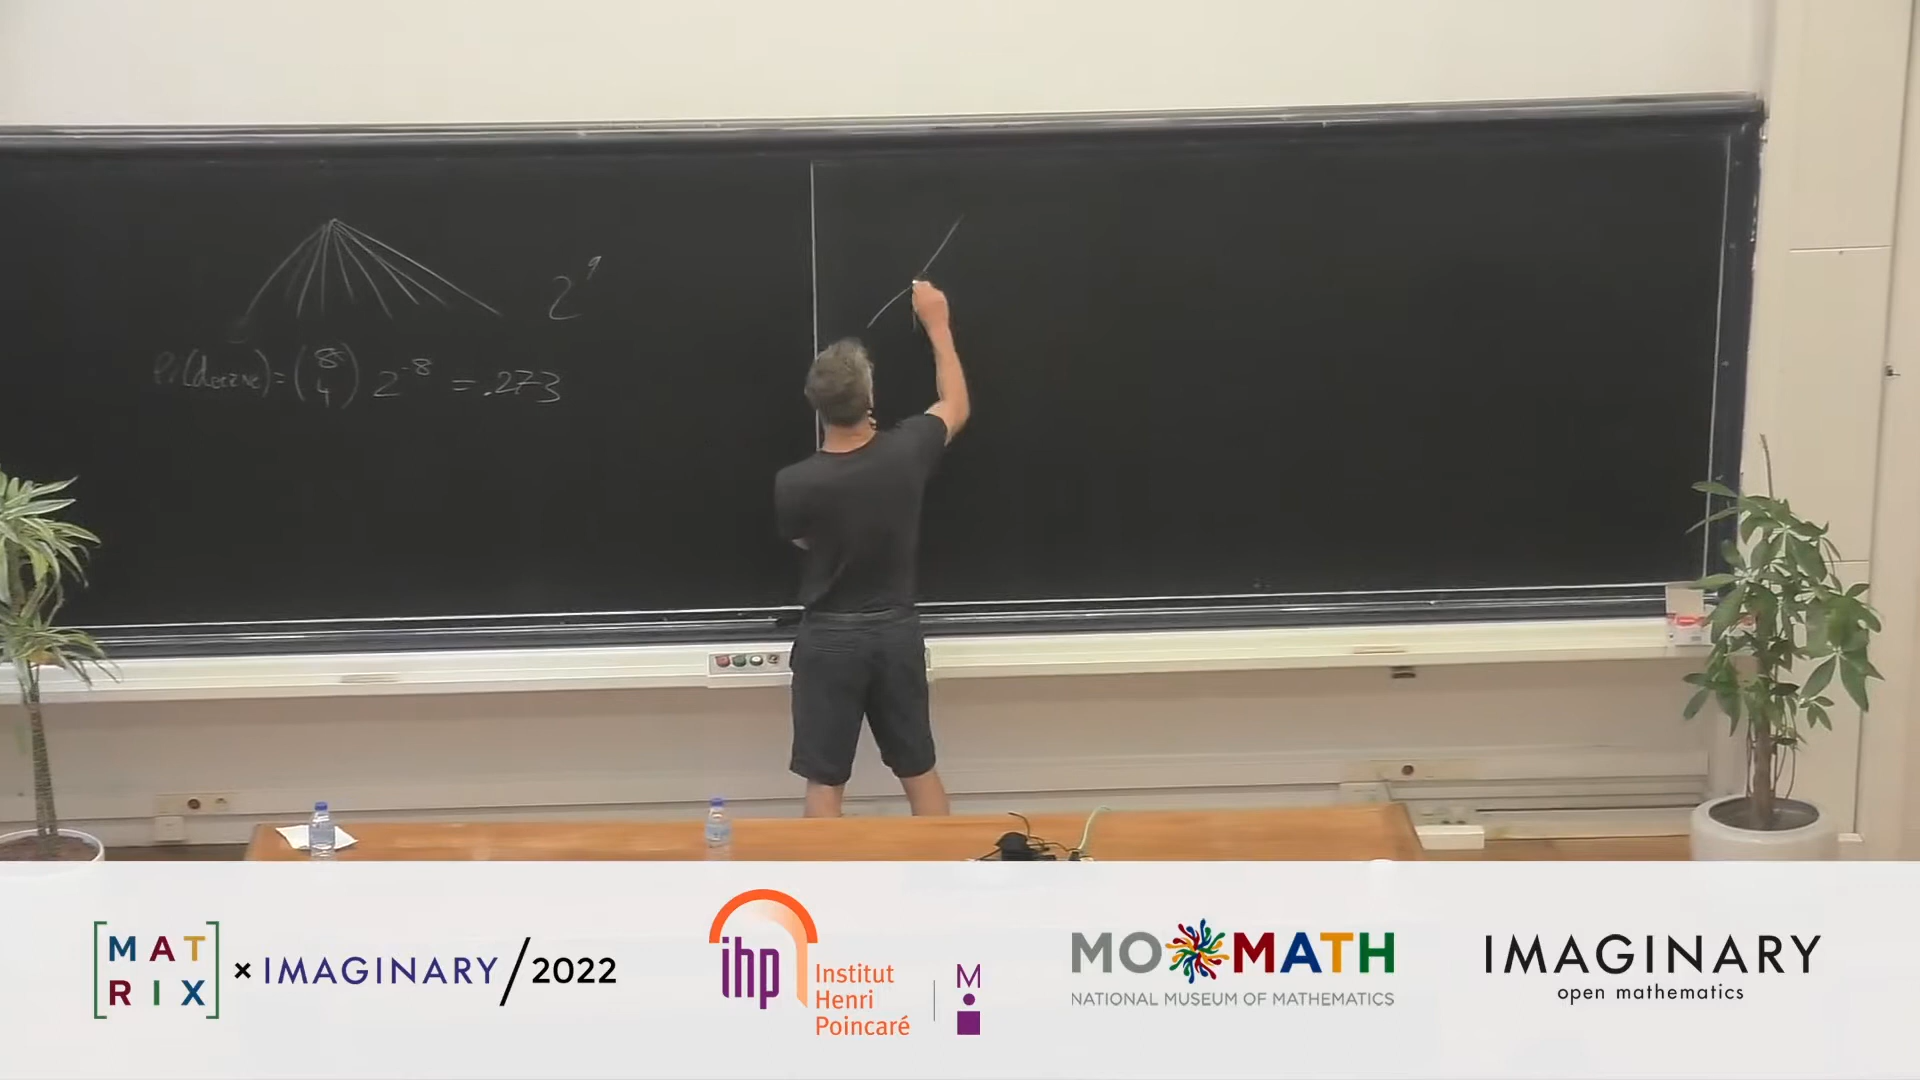 2^9
Pr(decisive) = (8 4) 2^-8 = .273
MAT
RIX
× IMAGINARY / 2022
ihp
Institut
Henri
Poincaré
M
MOMATH
NATIONAL MUSEUM OF MATHEMATICS
IMAGINARY
open mathematics